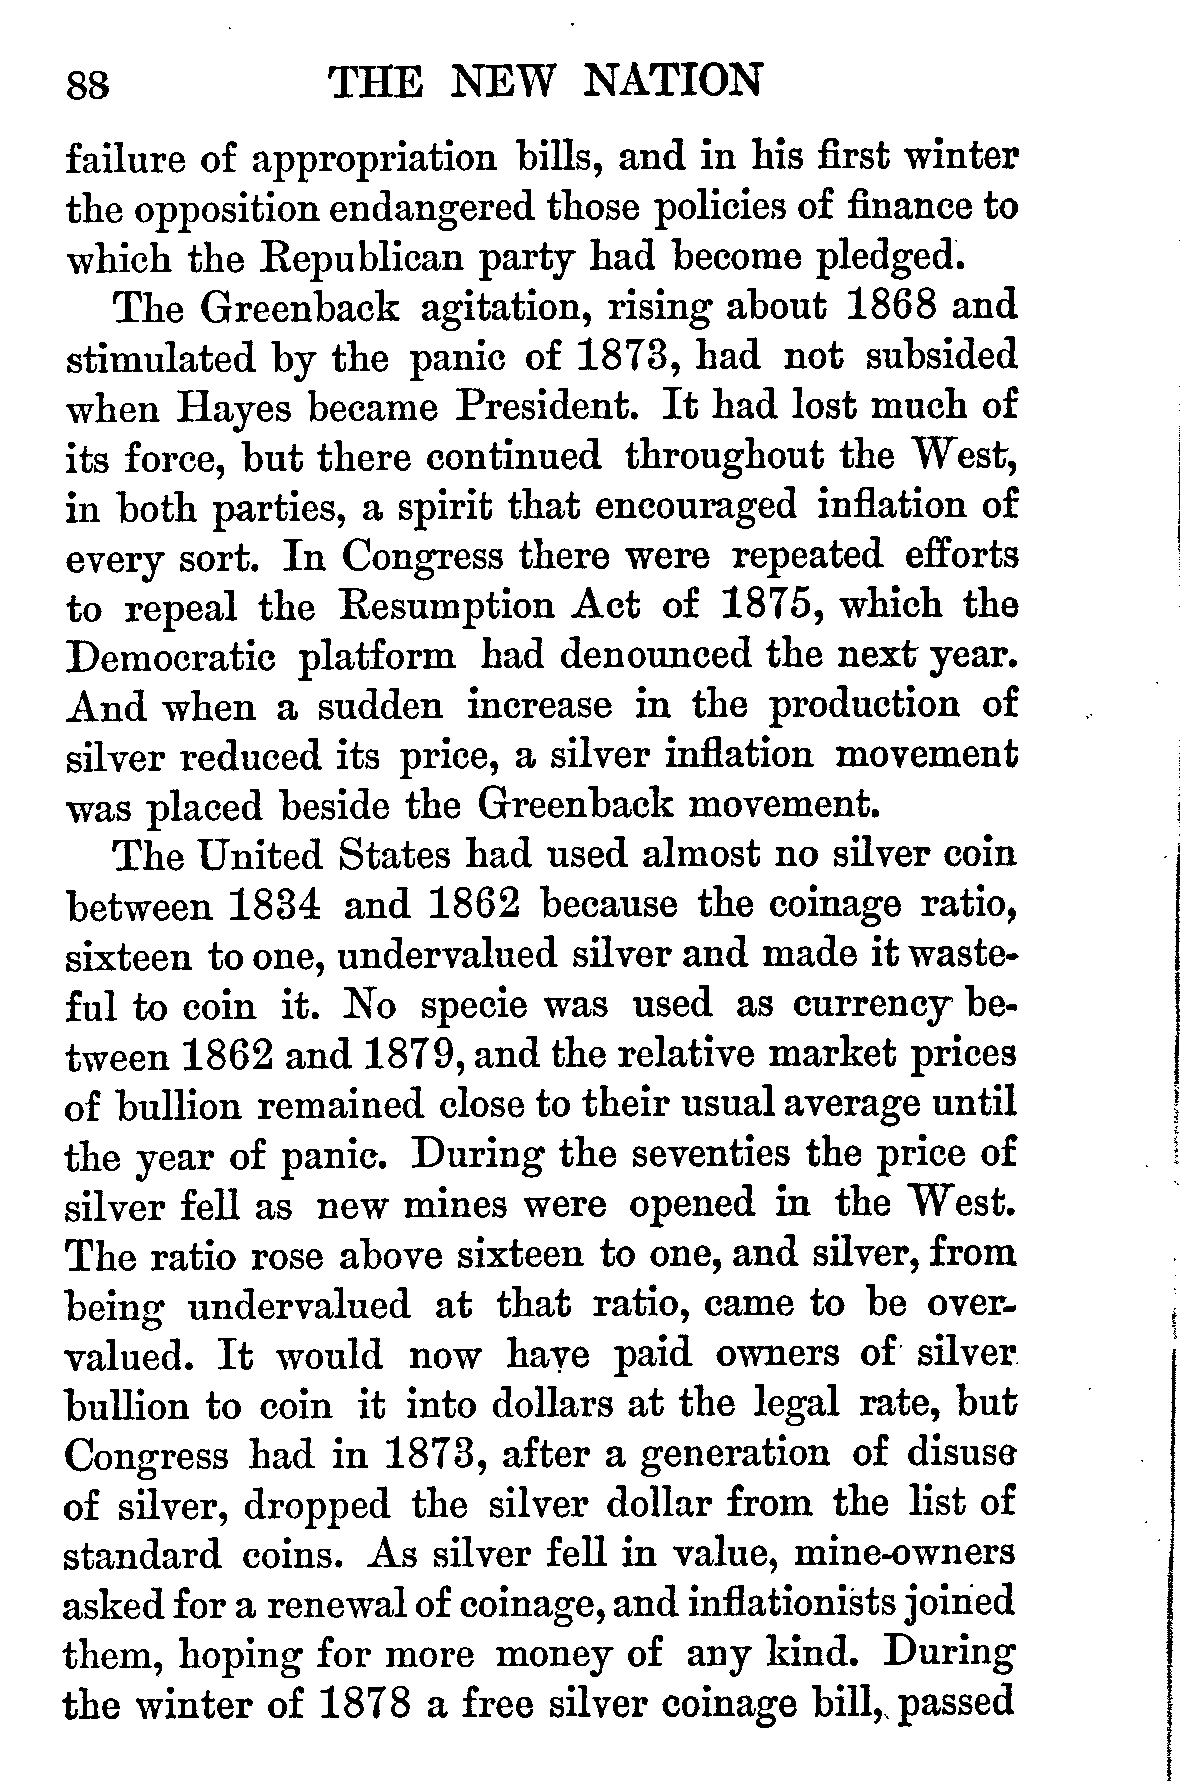 88 THE NEW NATION
failure of appropriation bills, and in his first winter
the opposition endangered those policies of finance to
which the Republican party had become pledged.
The Greenback agitation, rising about 1868 and
stimulated by the panic of 1873, had not subsided
when Hayes became President. It had lost much of
its force, but there continued throughout the West,
in both parties, a spirit that encouraged inflation of
every sort. In Congress there were repeated efforts
to repeal the Resumption Act of 1875, which the
Democratic platform had denounced the next year.
And when a sudden increase in the production of
silver reduced its price, a silver inflation movement
was placed beside the Greenback movement.
The United States had used almost no silver coin
between 1834 and 1862 because the coinage ratio,
sixteen to one, undervalued silver and made it waste-
ful to coin it. No specie was used as currency be-
tween 1862 and 1879, and the relative market prices
of bullion remained close to their usual average until
the year of panic. During the seventies the price of
silver fell as new mines were opened in the West.
The ratio rose above sixteen to one, and silver, from
being undervalued at that ratio, came to be over-
valued. It would now have paid owners of silver
bullion to coin it into dollars at the legal rate, but
Congress had in 1873, after a generation of disuse
of silver, dropped the silver dollar from the list of
standard coins. As silver fell in value, mine-owners
asked for a renewal of coinage, and inflationists joined
them, hoping for more money of any kind. During
the winter of 1878 a free silver coinage bill, passed